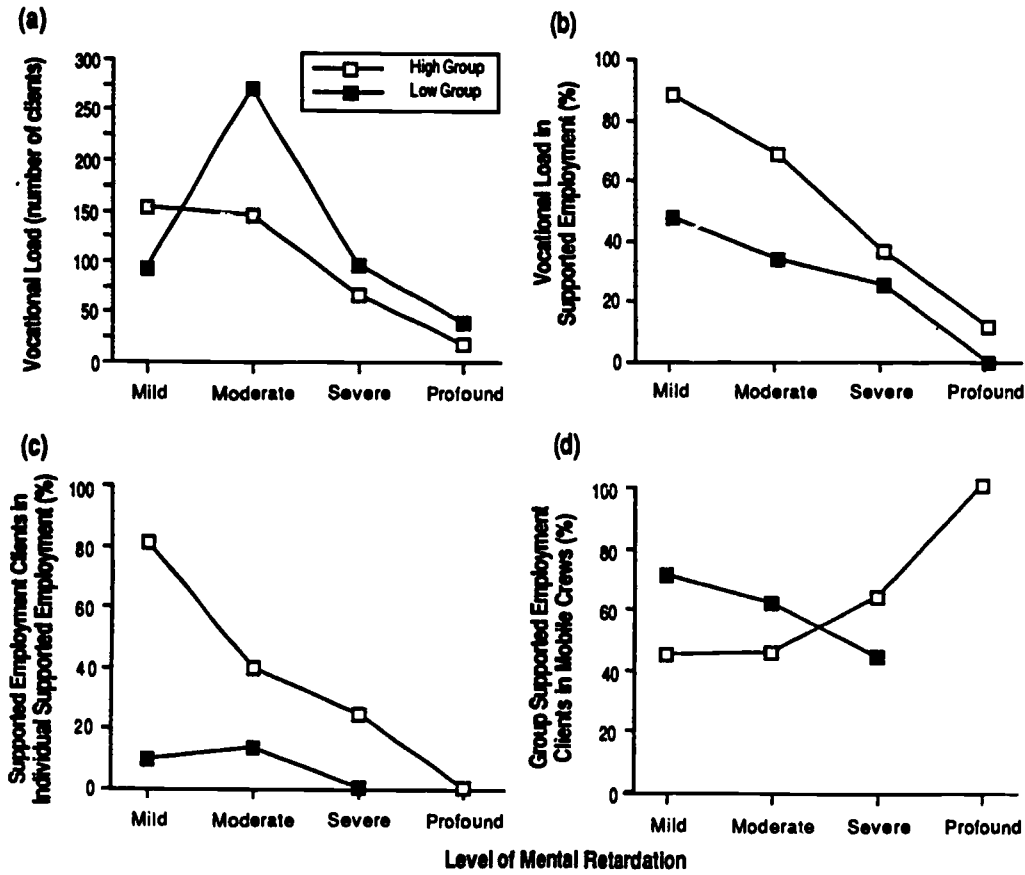 (a)
Vocational Load (number of clients)
300
250
200
150
100
50
0
High Group
Low Group
Mild Moderate Severe Profound
(b)
Vocational Load in
Supported Employment (%)
100
80
60
40
20
0
Mild Moderate Severe Profound
(c)
Supported Employment Clients in
Individual Supported Employment (%)
100
80
60
40
20
0
Mild Moderate Severe Profound
(d)
Group Supported Employment
Clients in Mobile Crews (%)
100
80
60
40
20
0
Mild Moderate Severe Profound
Level of Mental Retardation